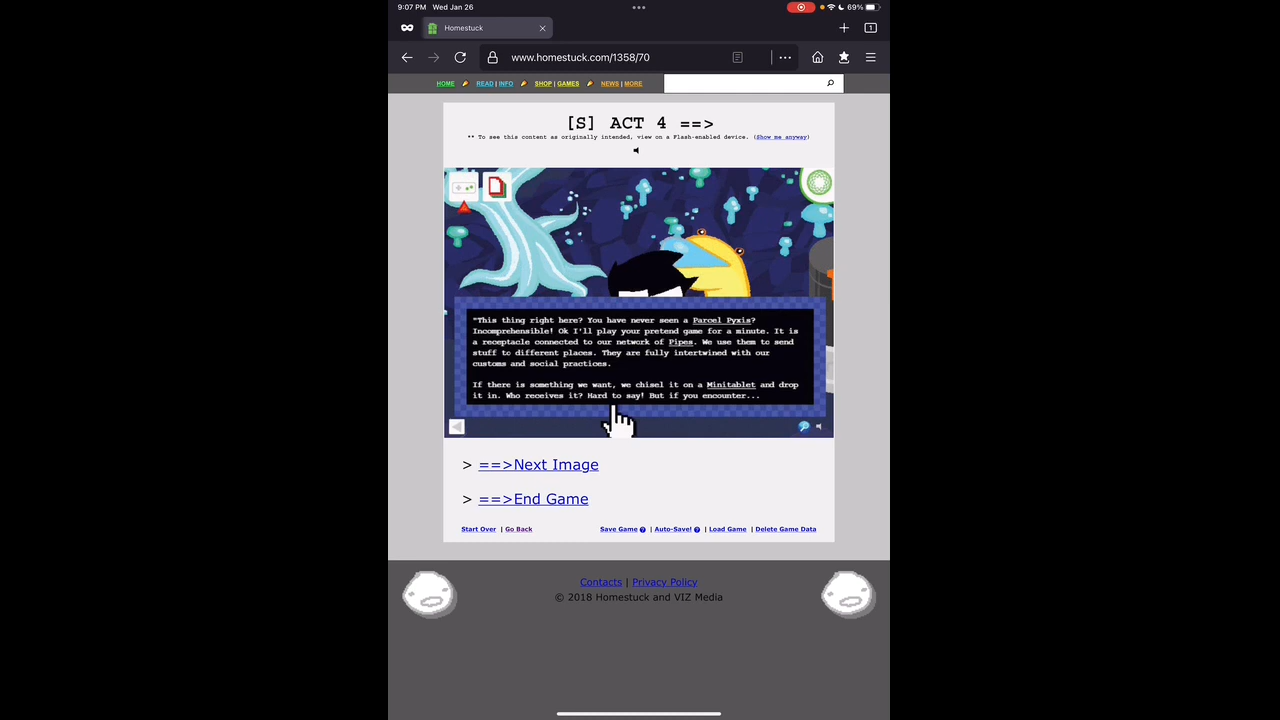 9:07 PM Wed Jan 26
69%
Homestuck
1
www.homestuck.com/1358/70
HOME READ | INFO SHOP | GAMES NEWS | MORE
[S] ACT 4 ==>
** To see this content as originally intended, view on a Flash-enabled device. (Show me anyway)
"This thing right here? You have never seen a Parcel Pyxis?
Incomprehensible! Ok I'll play your pretend game for a minute. It is
a receptacle connected to our network of Pipes. We use them to send
stuff to different places. They are fully intertwined with our
customs and social practices.
If there is something we want, we chisel it on a Minitablet and drop
it in. Who receives it? Hard to say! But if you encounter...
> ==>Next Image
> ==>End Game
Start Over | Go Back Save Game ? | Auto-Save! ? | Load Game | Delete Game Data
Contacts | Privacy Policy
© 2018 Homestuck and VIZ Media